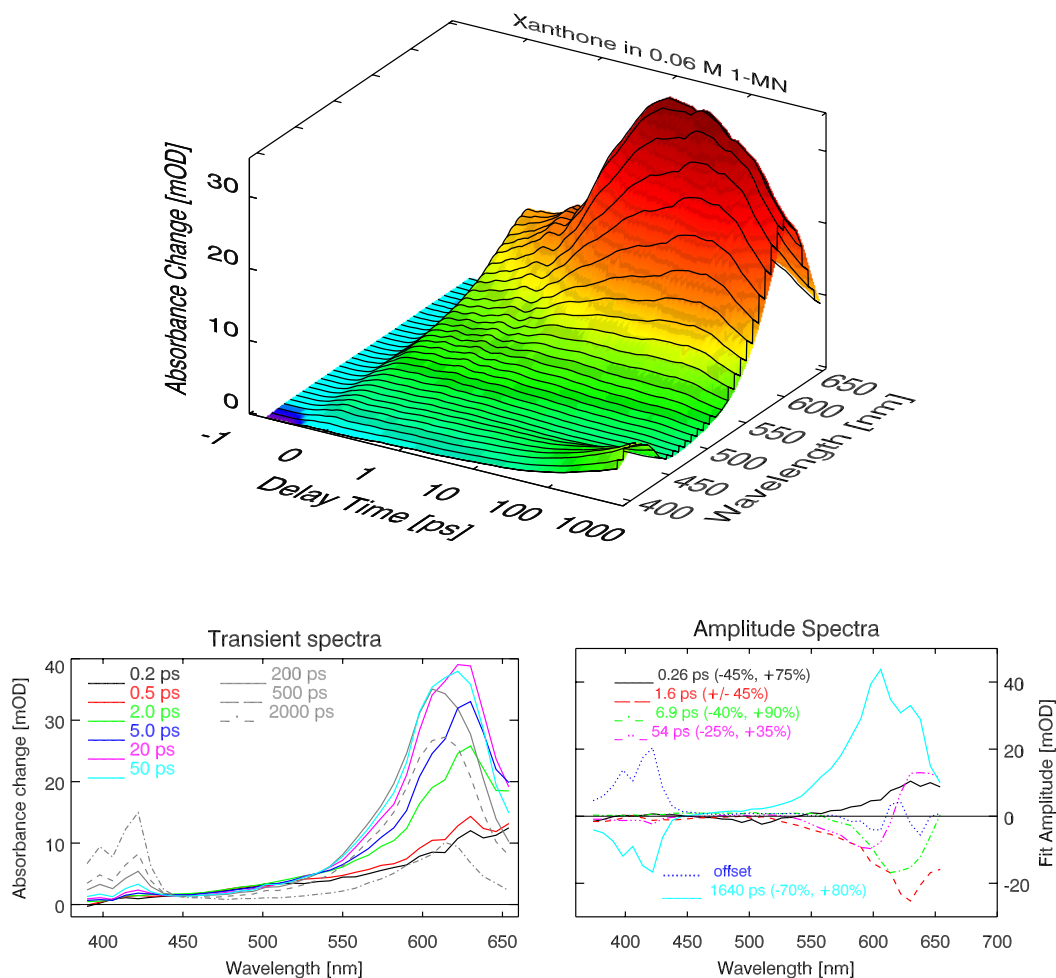 Xanthone in 0.06 M 1-MN
Absorbance Change [mOD]
30
20
10
0
-1
0
1
10
100
1000
Delay Time [ps]
400
450
500
550
600
650
Wavelength [nm]
Transient spectra
Absorbance change [mOD]
40
30
20
10
0
0.2 ps
0.5 ps
2.0 ps
5.0 ps
20 ps
50 ps
200 ps
500 ps
2000 ps
400 450 500 550 600 650
Wavelength [nm]
Amplitude Spectra
0.26 ps (-45%, +75%)
1.6 ps (+/- 45%)
6.9 ps (-40%, +90%)
54 ps (-25%, +35%)
offset
1640 ps (-70%, +80%)
40
20
0
-20
Fit Amplitude [mOD]
400 450 500 550 600 650 700
Wavelength [nm]